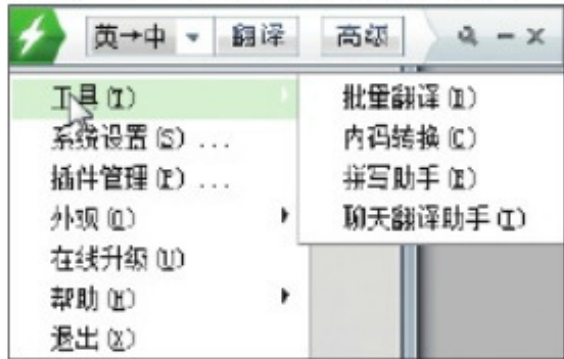 英→中 翻译 高级
工具(T)
系统设置(S)...
插件管理(P)...
外观(O)
在线升级(U)
帮助(H)
退出(X)
批量翻译(B)
内码转换(C)
拼写助手(E)
聊天翻译助手(T)